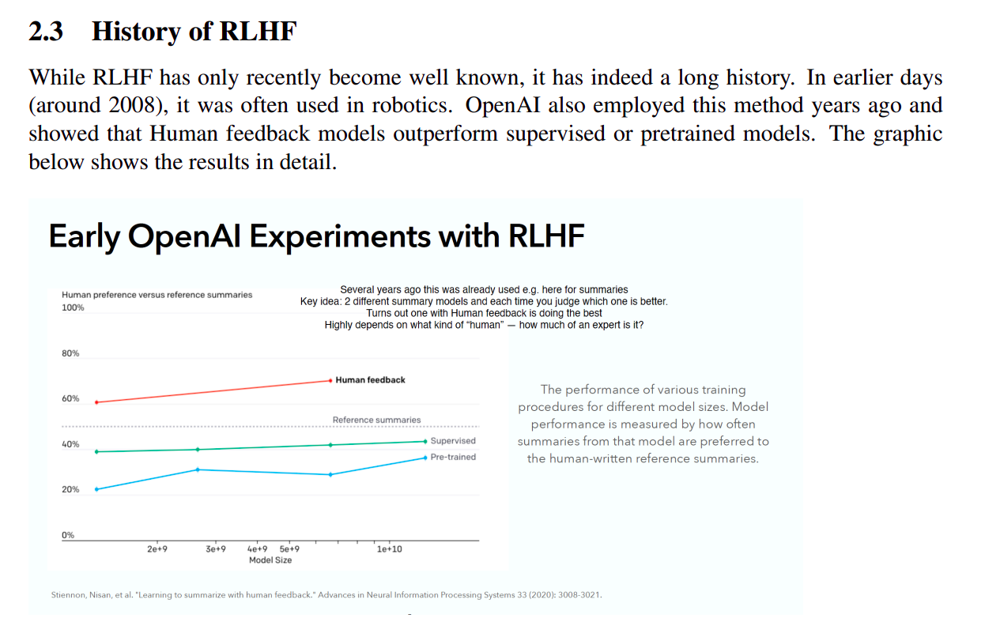 2.3 History of RLHF
While RLHF has only recently become well known, it has indeed a long history. In earlier days
(around 2008), it was often used in robotics. OpenAI also employed this method years ago and
showed that Human feedback models outperform supervised or pretrained models. The graphic
below shows the results in detail.
Early OpenAI Experiments with RLHF
Several years ago this was already used e.g. here for summaries
Key idea: 2 different summary models and each time you judge which one is better.
Turns out one with Human feedback is doing the best
Highly depends on what kind of “human” — how much of an expert is it?
Human preference versus reference summaries
100%
80%
Human feedback
60%
Reference summaries
40%
Supervised
Pre-trained
20%
0%
2e+9 3e+9 4e+9 5e+9 1e+10
Model Size
The performance of various training
procedures for different model sizes. Model
performance is measured by how often
summaries from that model are preferred to
the human-written reference summaries.
Stiennon, Nisan, et al. "Learning to summarize with human feedback." Advances in Neural Information Processing Systems 33 (2020): 3008-3021.